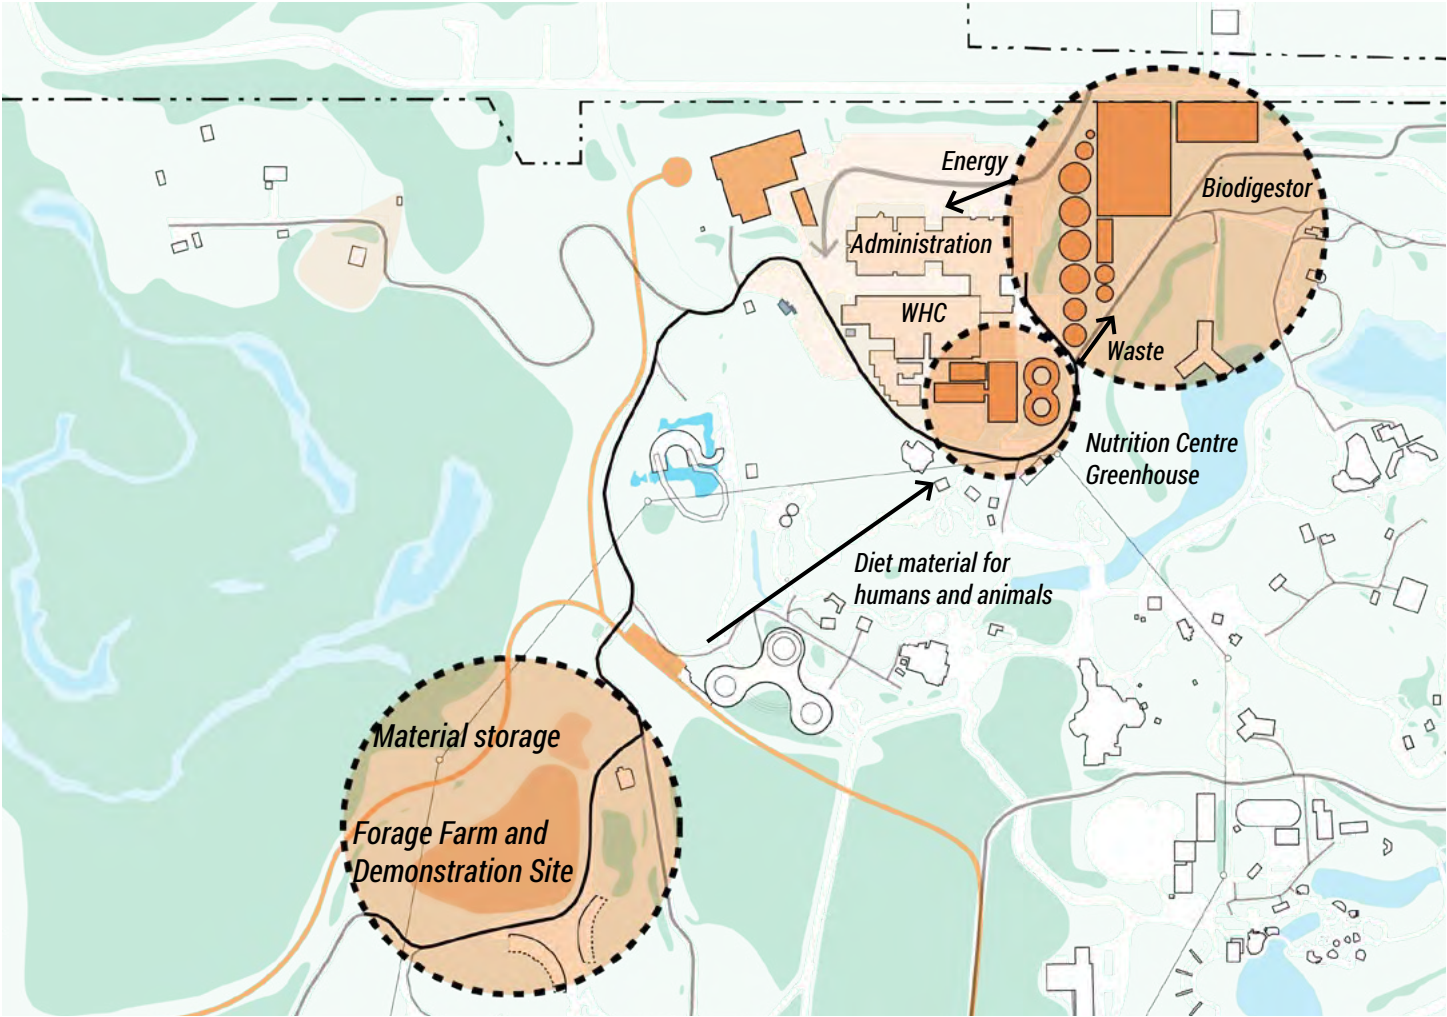 Energy
Biodigestor
Administration
WHC
Waste
Nutrition Centre
Greenhouse
Diet material for
humans and animals
Material storage
Forage Farm and
Demonstration Site